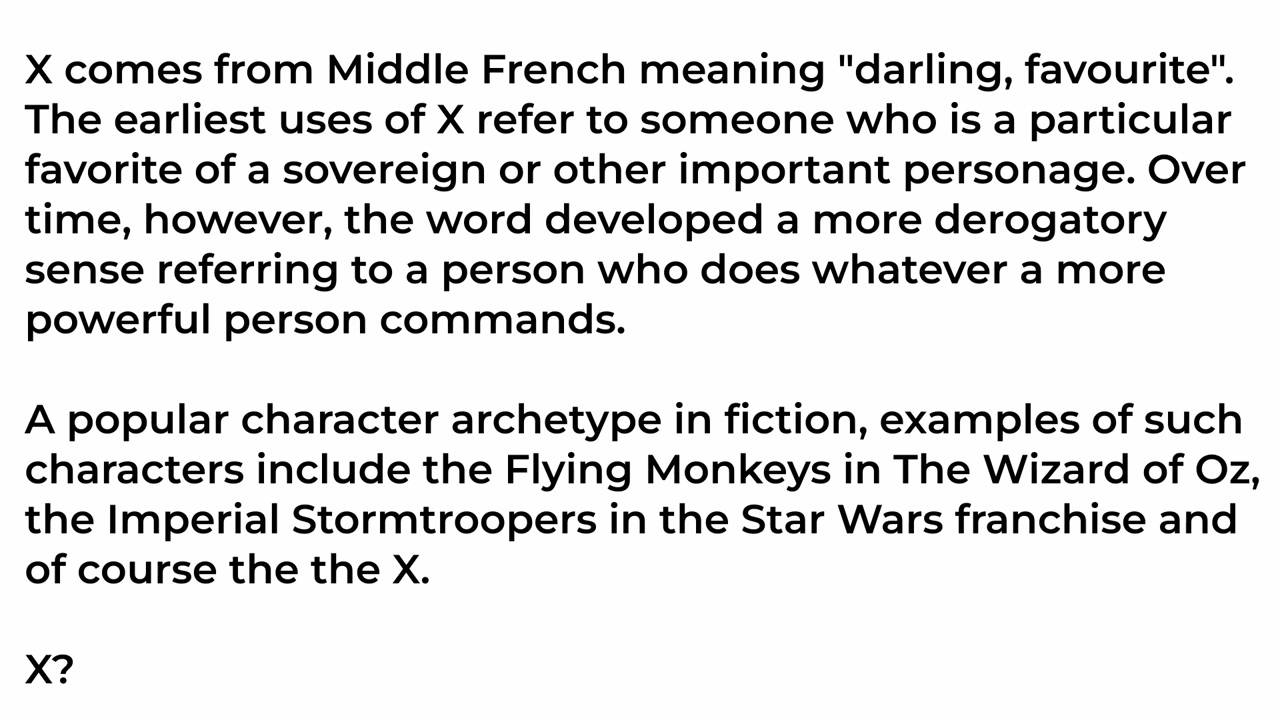 X comes from Middle French meaning "darling, favourite".
The earliest uses of X refer to someone who is a particular
favorite of a sovereign or other important personage. Over
time, however, the word developed a more derogatory
sense referring to a person who does whatever a more
powerful person commands.
A popular character archetype in fiction, examples of such
characters include the Flying Monkeys in The Wizard of Oz,
the Imperial Stormtroopers in the Star Wars franchise and
of course the the X.
X?